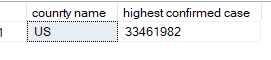 counrty name highest confirmed case
1 US 33461982